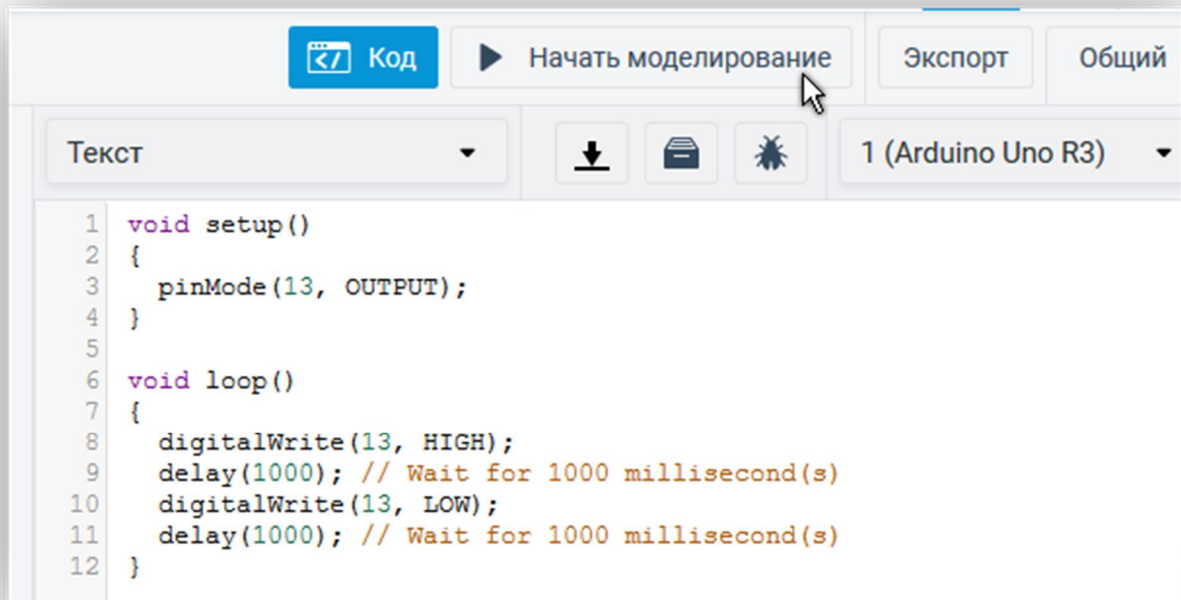 Код Начать моделирование Экспорт Общий
Текст 1 (Arduino Uno R3)
1 void setup()
2 {
3   pinMode(13, OUTPUT);
4 }
5
6 void loop()
7 {
8   digitalWrite(13, HIGH);
9   delay(1000); // Wait for 1000 millisecond(s)
10   digitalWrite(13, LOW);
11   delay(1000); // Wait for 1000 millisecond(s)
12 }